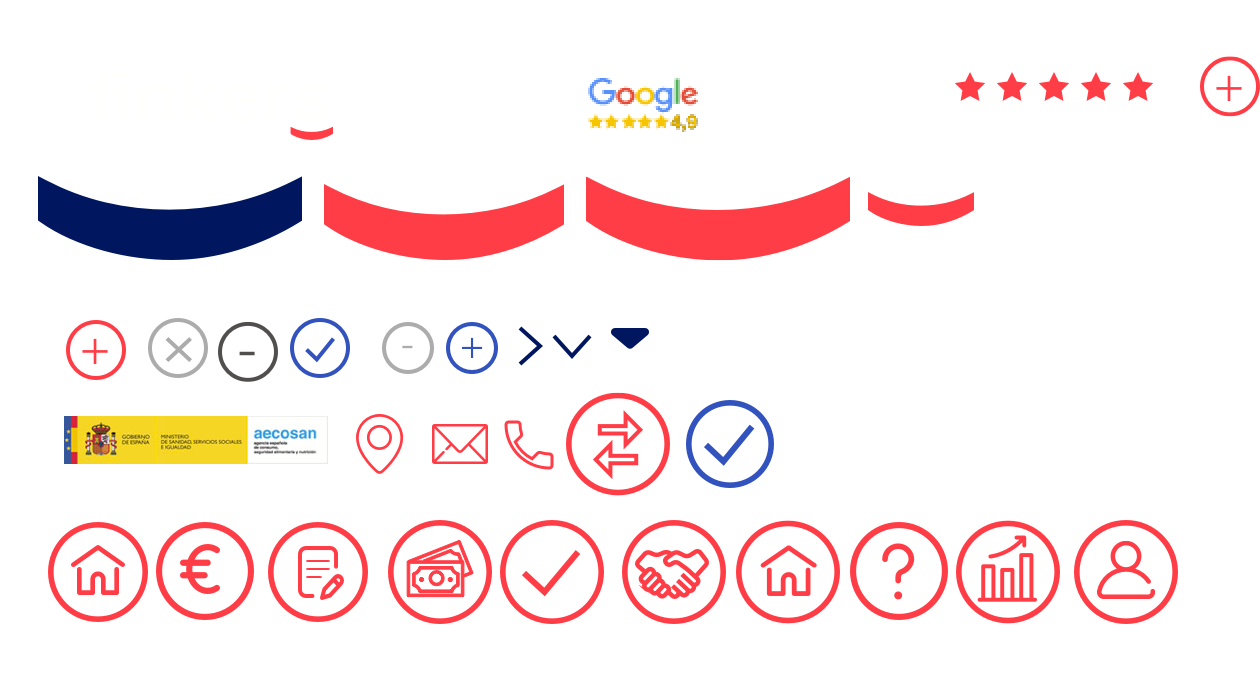 Google
4,9
GOBIERNO
DE ESPAÑA
MINISTERIO
DE SANIDAD, SERVICIOS SOCIALES
E IGUALDAD
aecosan
agencia española
de consumo,
seguridad alimentaria y nutrición